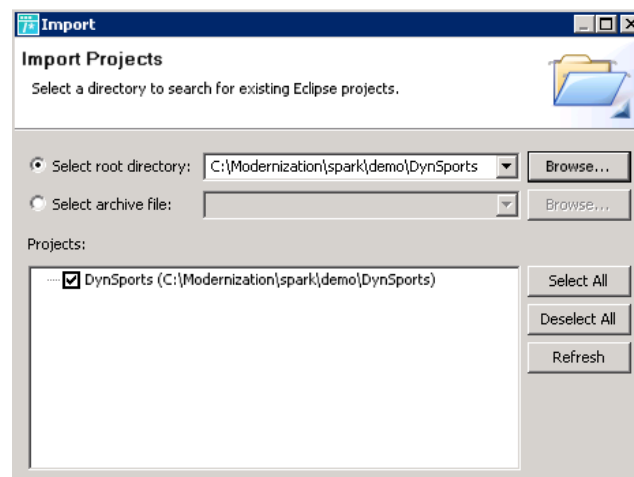 Import
Import Projects
Select a directory to search for existing Eclipse projects.
Select root directory: C:\Modernization\spark\demo\DynSports Browse...
Select archive file: Browse...
Projects:
DynSports (C:\Modernization\spark\demo\DynSports)
Select All
Deselect All
Refresh